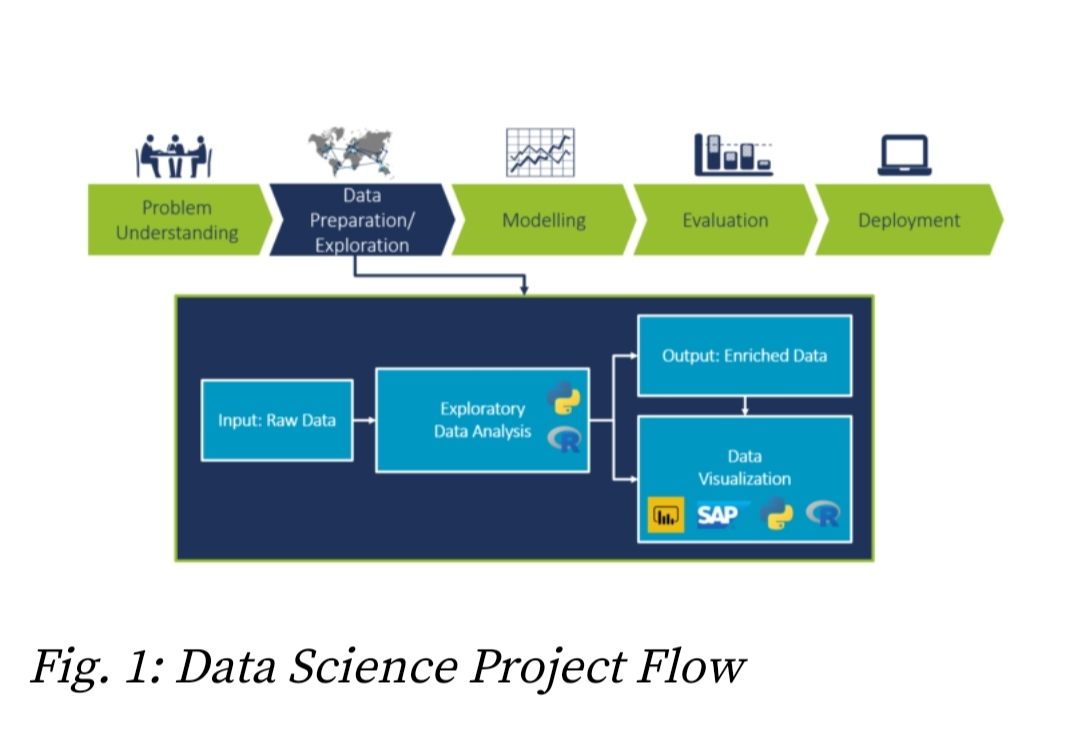 Problem
Understanding
Data
Preparation/
Exploration
Modelling
Evaluation
Deployment
Input: Raw Data
Exploratory
Data Analysis
R
Output: Enriched Data
Data
Visualization
SAP
R
Fig. 1: Data Science Project Flow